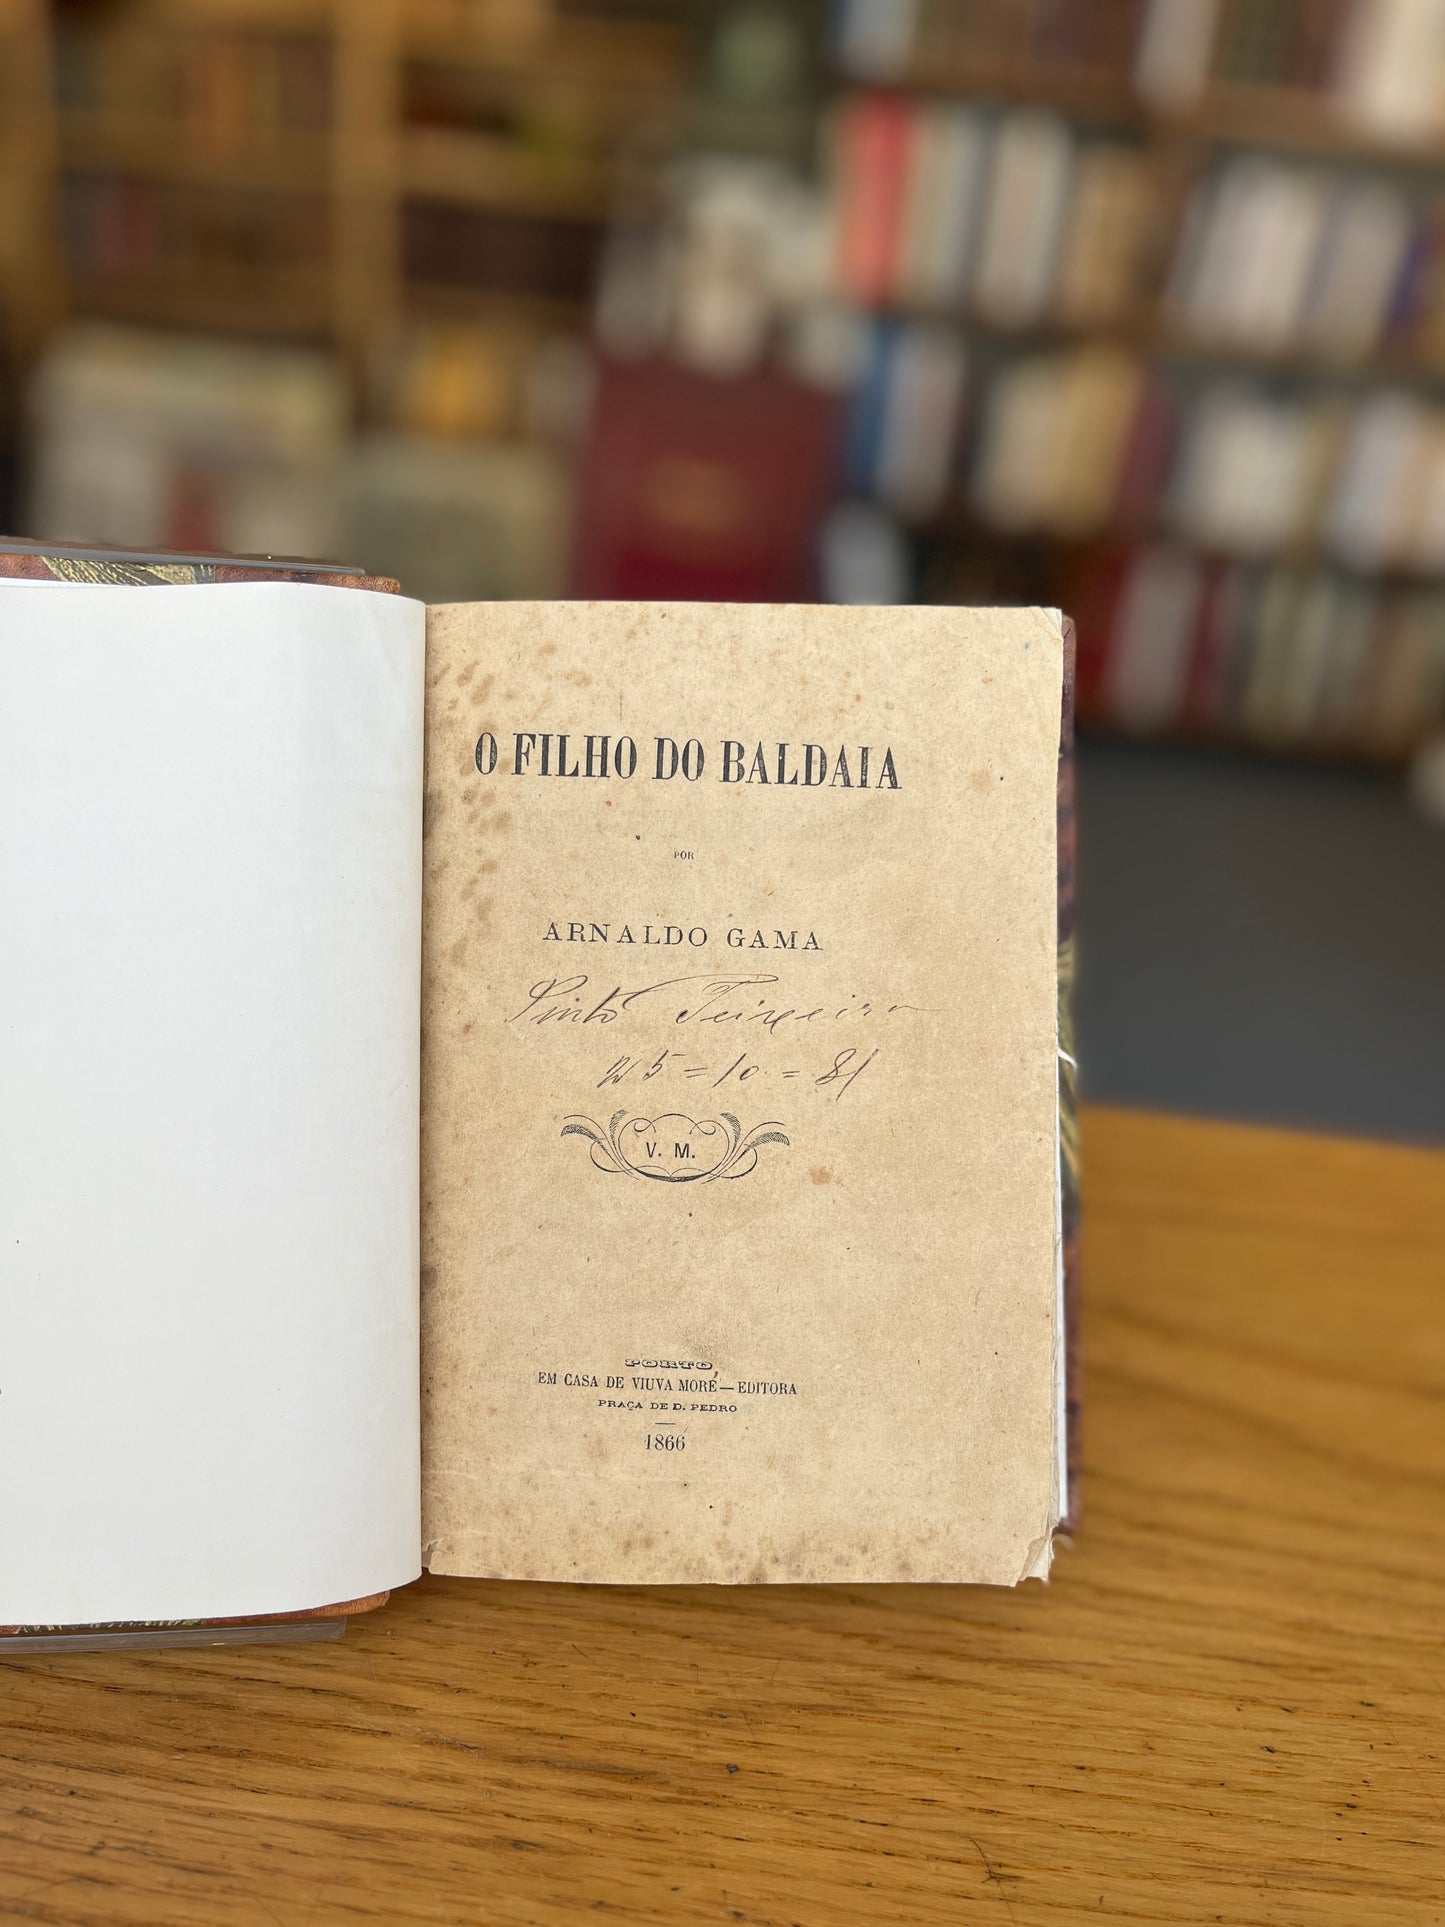 O FILHO DO BALDAIA
POR
ARNALDO GAMA
Pinto Teixeira
25=10=81
V. M.
PORTO,
EM CASA DE VIUVA MORÉ—EDITORA
PRAÇA DE D. PEDRO
1866